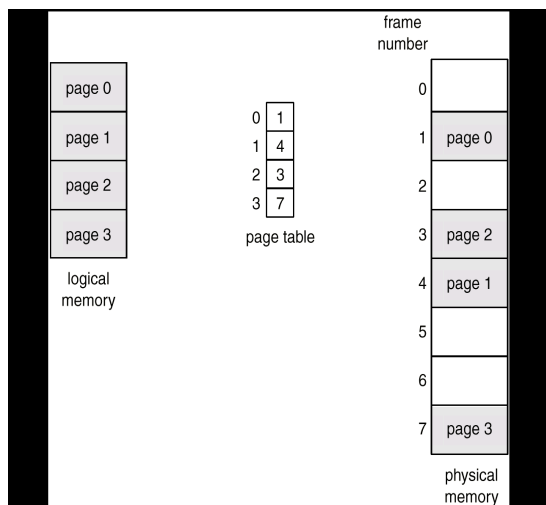 frame
number
page 0
page 1
page 2
page 3
logical
memory
0 1
1 4
2 3
3 7
page table
0
1 page 0
2
3 page 2
4 page 1
5
6
7 page 3
physical
memory